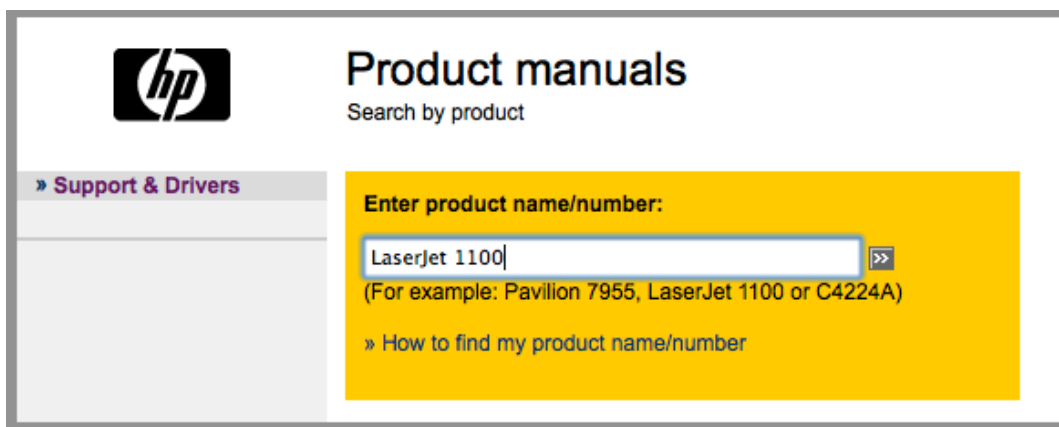 hp
Product manuals
Search by product
» Support & Drivers
Enter product name/number:
LaserJet 1100
>>
(For example: Pavilion 7955, LaserJet 1100 or C4224A)
» How to find my product name/number